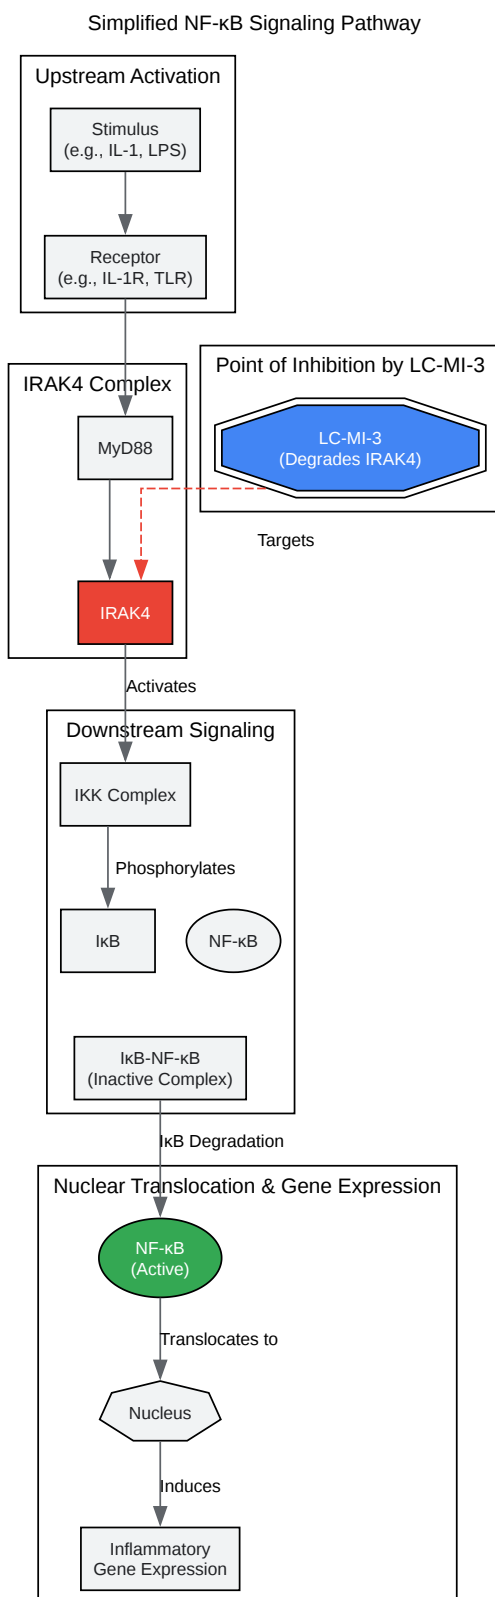 Simplified NF-κB Signaling Pathway
Upstream Activation
Stimulus
(e.g., IL-1, LPS)
Receptor
(e.g., IL-1R, TLR)
Point of Inhibition by LC-MI-3
IRAK4 Complex
LC-MI-3
(Degrades IRAK4)
MyD88
Targets
IRAK4
Activates
Downstream Signaling
IKK Complex
Phosphorylates
IκB
NF-κB
IκB-NF-κB
(Inactive Complex)
IκB Degradation
Nuclear Translocation & Gene Expression
NF-κB
(Active)
Translocates to
Nucleus
Induces
Inflammatory
Gene Expression